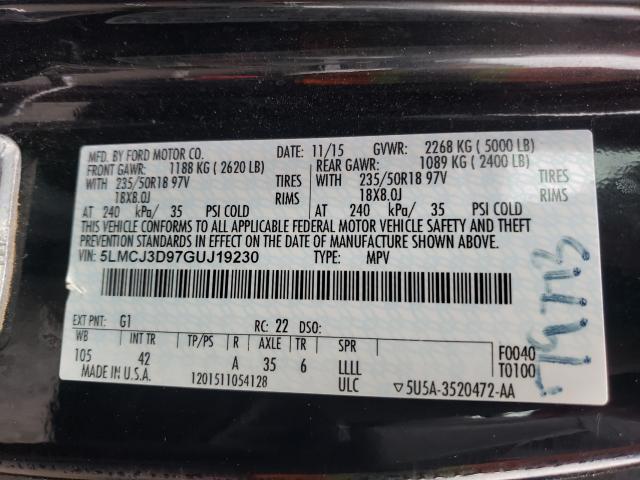 MFD. BY FORD MOTOR CO. DATE: 11/15 GVWR: 2268 KG ( 5000 LB)
FRONT GAWR: 1188 KG ( 2620 LB) REAR GAWR: 1089 KG ( 2400 LB)
WITH 235/50R18 97V TIRES WITH 235/50R18 97V TIRES
18X8.0J RIMS 18X8.0J RIMS
AT 240 kPa/ 35 PSI COLD AT 240 kPa/ 35 PSI COLD
THIS VEHICLE CONFORMS TO ALL APPLICABLE FEDERAL MOTOR VEHICLE SAFETY AND THEFT
PREVENTION STANDARDS IN EFFECT ON THE DATE OF MANUFACTURE SHOWN ABOVE.
VIN: 5LMCJ3D97GUJ19230 TYPE: MPV
EXT PNT: G1 RC: 22 DSO:
WB INT TR TP/PS R AXLE TR SPR F0040
105 42 A 35 6 LLLL T0100
MADE IN U.S.A. 1201511054128 ULC 5U5A-3520472-AA